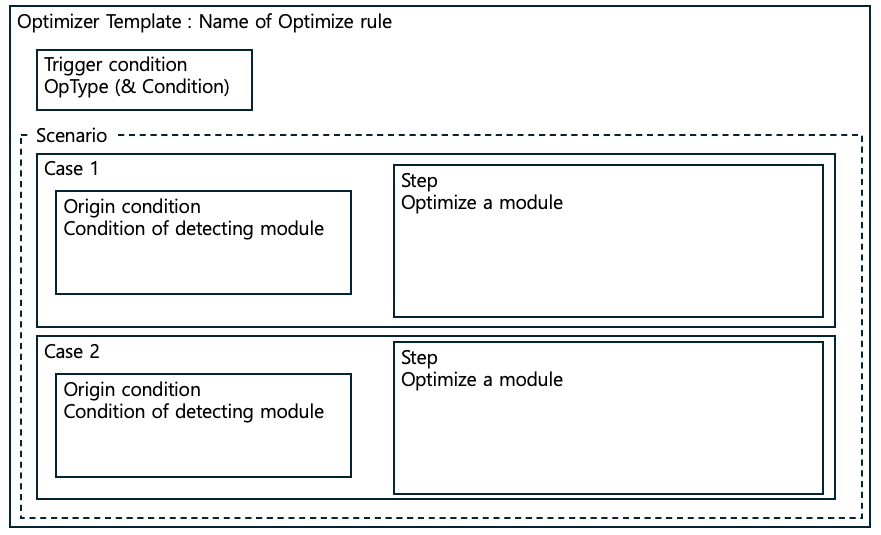 Optimizer Template : Name of Optimize rule
Trigger condition
OpType (& Condition)
Scenario
Case 1
Origin condition
Condition of detecting module
Step
Optimize a module
Case 2
Origin condition
Condition of detecting module
Step
Optimize a module